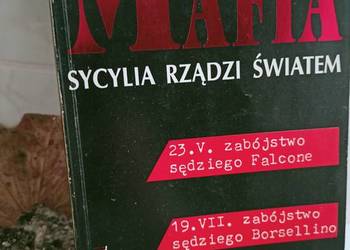 MAFIA
SYCYLIA RZĄDZI ŚWIATEM
23.V. zabójstwo
sędziego Falcone
19.VII. zabójstwo
sędziego Borsellino